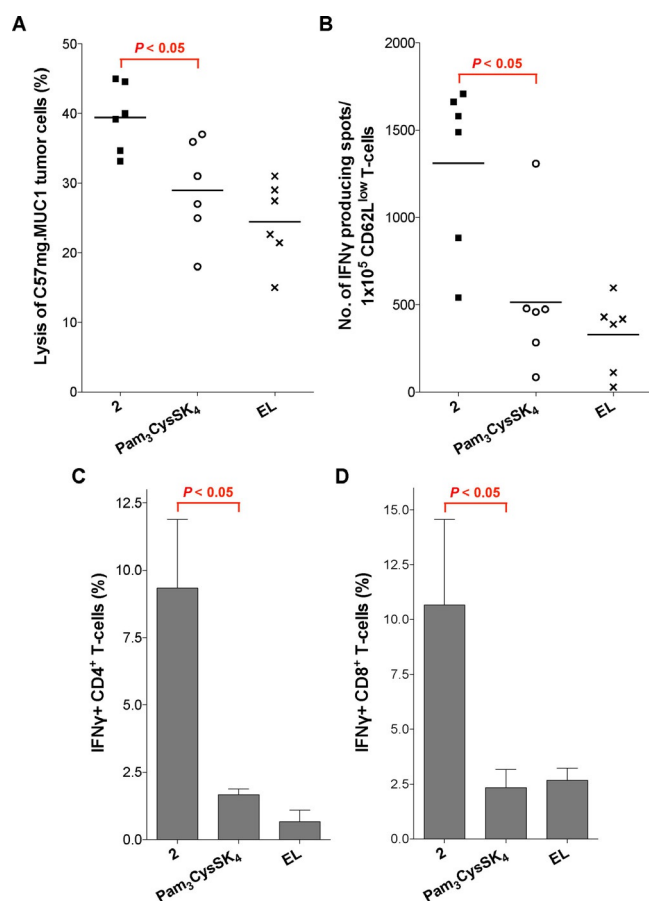 A
Lysis of C57mg.MUC1 tumor cells (%)
50
40
30
20
10
0
P < 0.05
2
Pam₃CysSK₄
EL
B
No. of IFNγ producing spots/
1x10⁵ CD62Lˡᵒʷ T-cells
2000
1500
1000
500
0
P < 0.05
2
Pam₃CysSK₄
EL
C
IFNγ+ CD4⁺ T-cells (%)
12.5
10.0
7.5
5.0
2.5
0.0
P < 0.05
2
Pam₃CysSK₄
EL
D
IFNγ+ CD8⁺ T-cells (%)
15.0
12.5
10.0
7.5
5.0
2.5
0.0
P < 0.05
2
Pam₃CysSK₄
EL